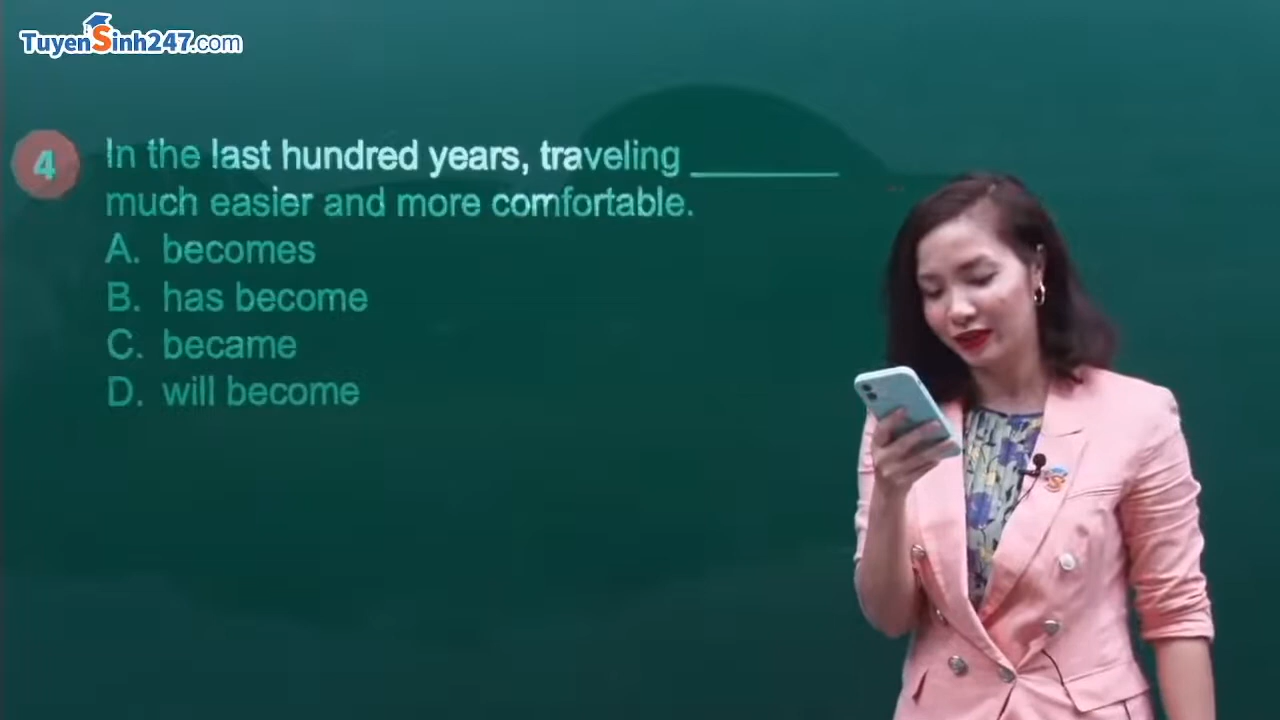 TuyenSinh247.com
4
In the last hundred years, traveling ________
much easier and more comfortable.
A. becomes
B. has become
C. became
D. will become